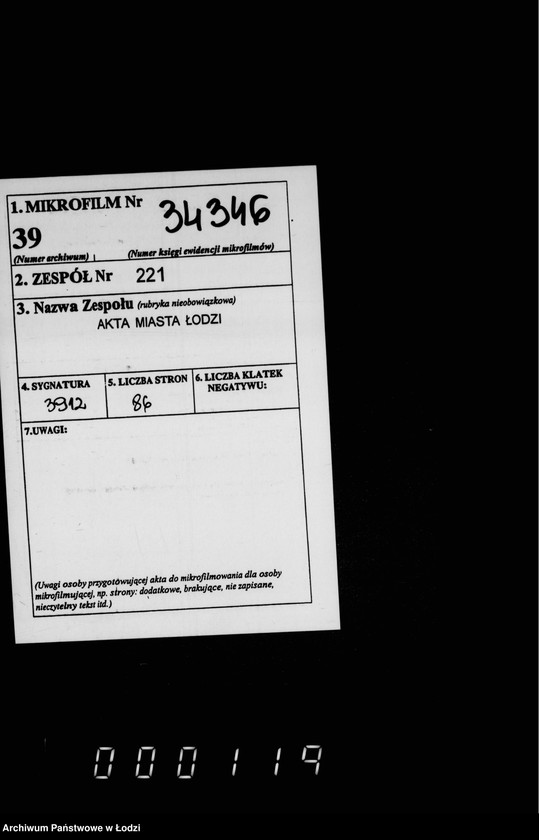 1. MIKROFILM Nr 34346
39
(Numer archiwum) (Numer księgi ewidencji mikrofilmów)
2. ZESPÓŁ Nr 221
3. Nazwa Zespołu (rubryka nieobowiązkowa)
AKTA MIASTA ŁODZI
4. SYGNATURA 5. LICZBA STRON 6. LICZBA KLATEK NEGATYWU:
3912 86
7. UWAGI:
(Uwagi osoby przygotowującej akta do mikrofilmowania dla osoby
mikrofilmującej, np. strony: dodatkowe, brakujące, nie zapisane,
nieczytelny tekst itd.)
000119
Archiwum Państwowe w Łodzi